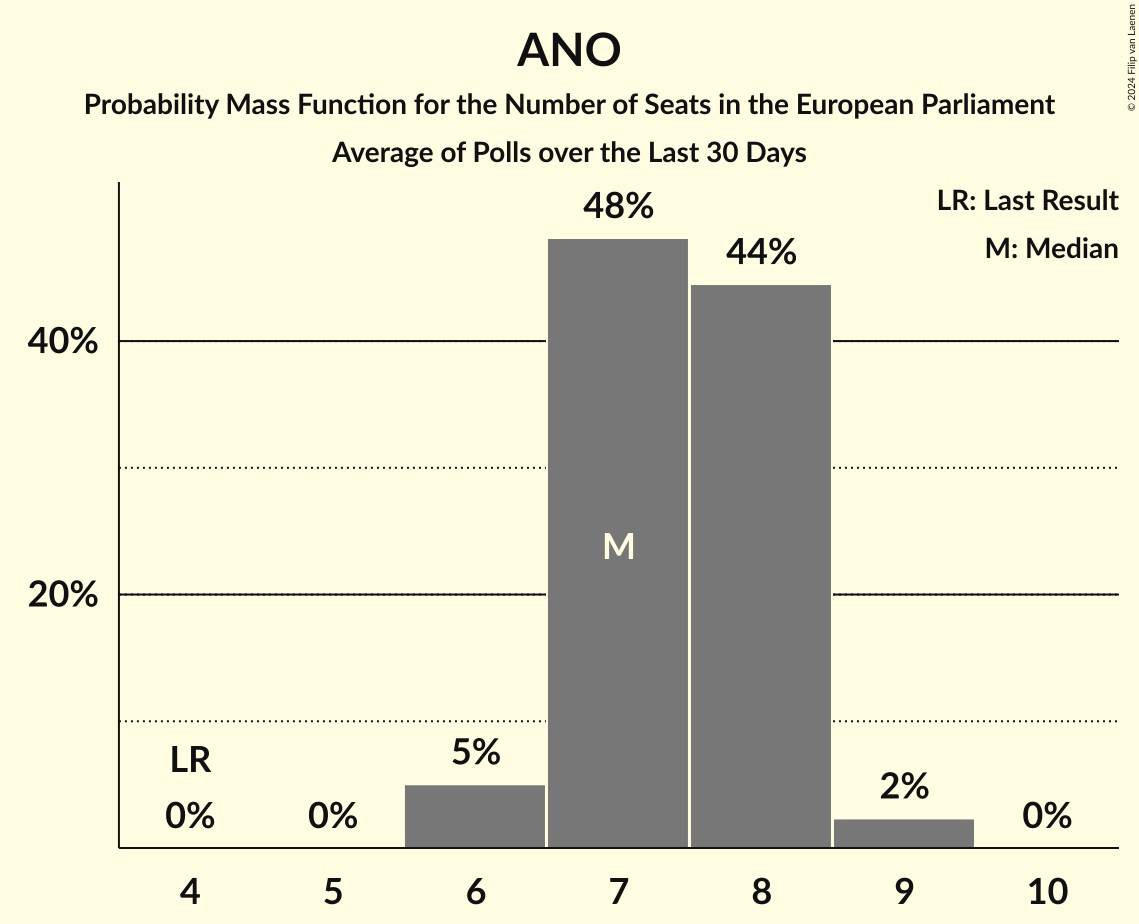 ANO
Probability Mass Function for the Number of Seats in the European Parliament
Average of Polls over the Last 30 Days
© 2024 Filip van Laenen
LR: Last Result
M: Median
48%
44%
40%
M
20%
LR
5%
2%
0%
0%
0%
4 5 6 7 8 9 10